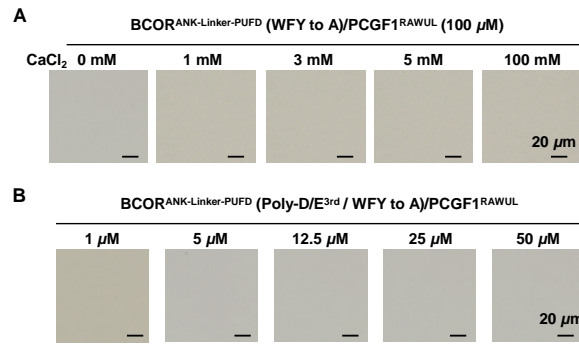 A
BCOR^ANK-Linker-PUFD (WFY to A)/PCGF1^RAWUL (100 µM)
CaCl₂ 0 mM 1 mM 3 mM 5 mM 100 mM
20 µm
B
BCOR^ANK-Linker-PUFD (Poly-D/E^3rd / WFY to A)/PCGF1^RAWUL
1 µM 5 µM 12.5 µM 25 µM 50 µM
20 µm